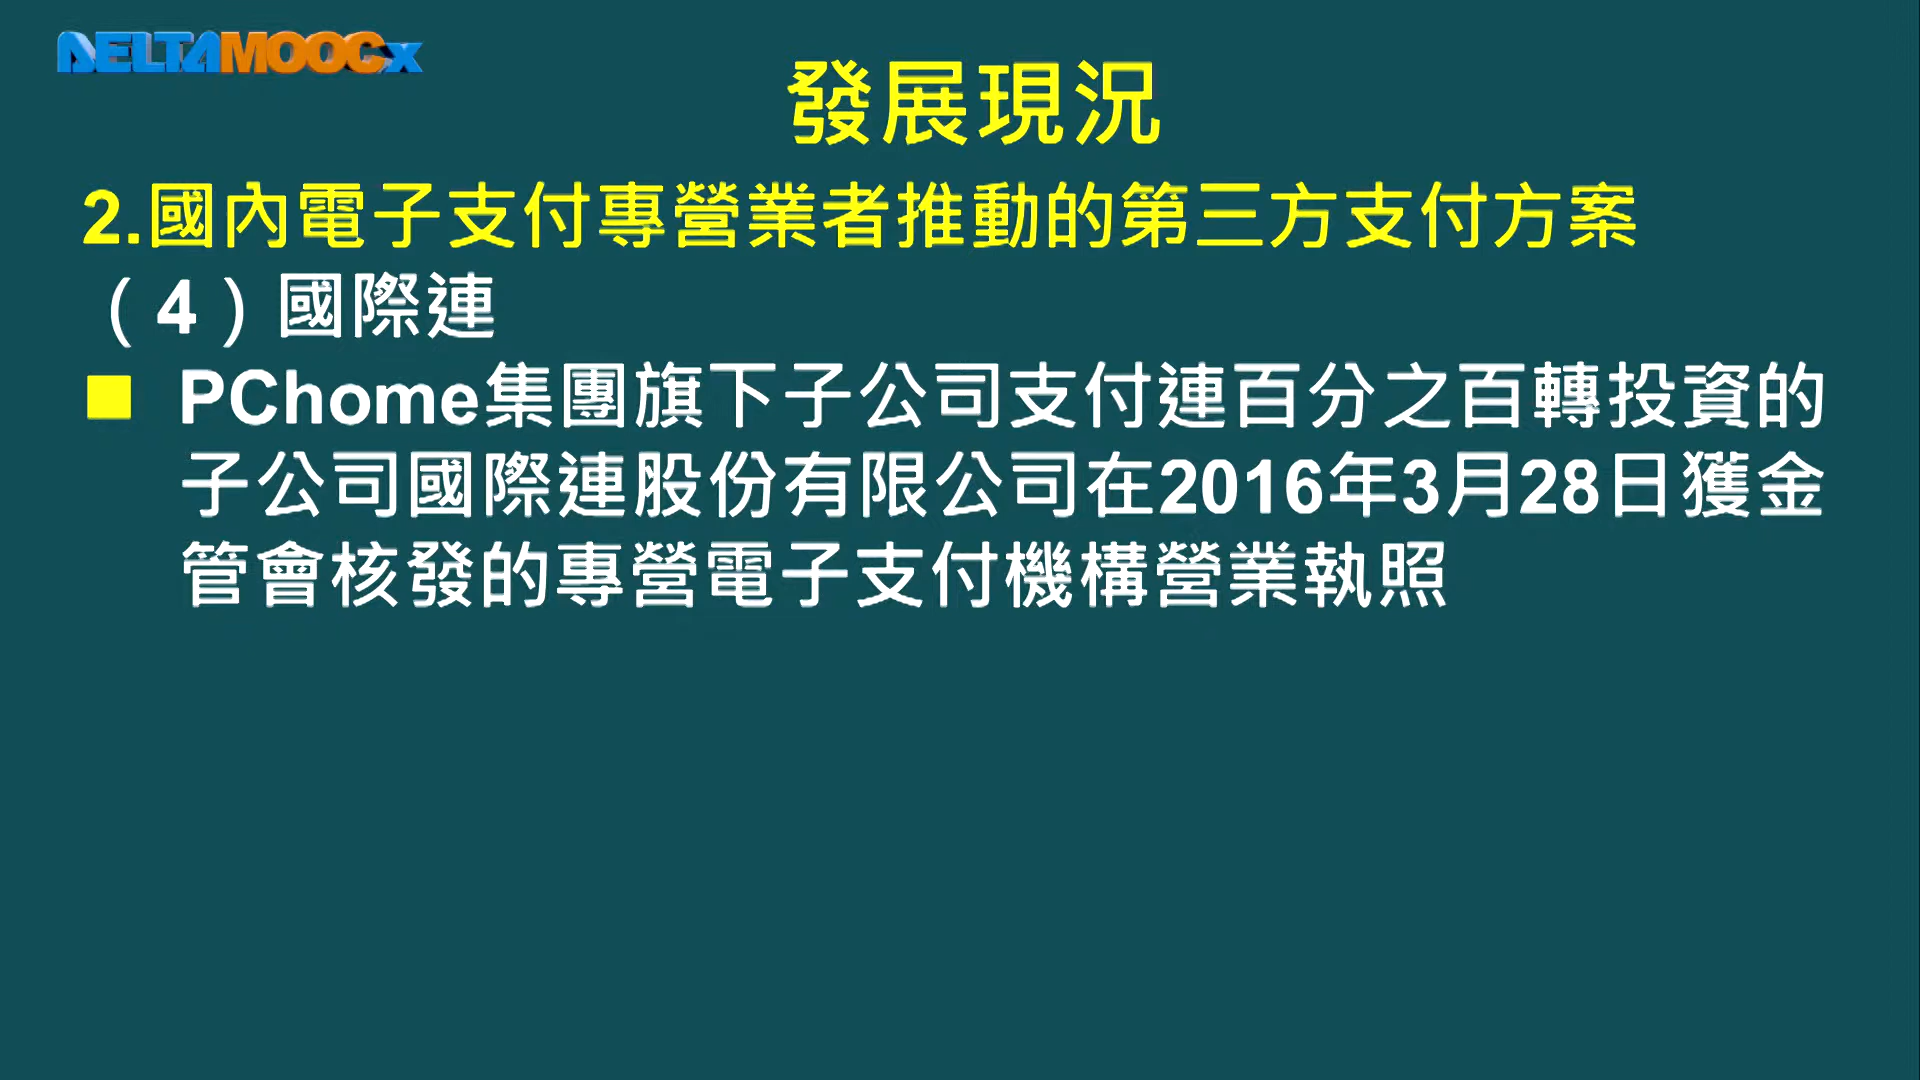 DELTAMOOCx
發展現況
2.國內電子支付專營業者推動的第三方支付方案
（4）國際連
PChome集團旗下子公司支付連百分之百轉投資的
子公司國際連股份有限公司在2016年3月28日獲金
管會核發的專營電子支付機構營業執照